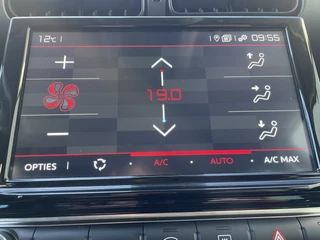 12°C 09:55
+
19.0
−
OPTIES A/C AUTO A/C MAX